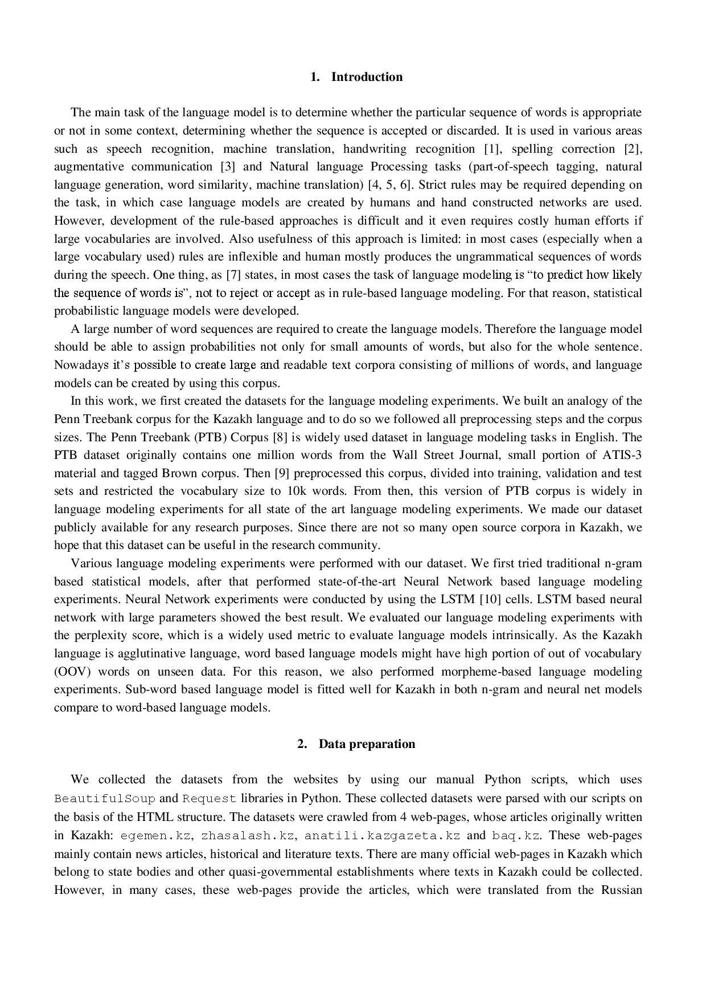 1. Introduction
The main task of the language model is to determine whether the particular sequence of words is appropriate
or not in some context, determining whether the sequence is accepted or discarded. It is used in various areas
such as speech recognition, machine translation, handwriting recognition [1], spelling correction [2],
augmentative communication [3] and Natural language Processing tasks (part-of-speech tagging, natural
language generation, word similarity, machine translation) [4, 5, 6]. Strict rules may be required depending on
the task, in which case language models are created by humans and hand constructed networks are used.
However, development of the rule-based approaches is difficult and it even requires costly human efforts if
large vocabularies are involved. Also usefulness of this approach is limited: in most cases (especially when a
large vocabulary used) rules are inflexible and human mostly produces the ungrammatical sequences of words
during the speech. One thing, as [7] states, in most cases the task of language modeling is “to predict how likely
the sequence of words is”, not to reject or accept as in rule-based language modeling. For that reason, statistical
probabilistic language models were developed.
A large number of word sequences are required to create the language models. Therefore the language model
should be able to assign probabilities not only for small amounts of words, but also for the whole sentence.
Nowadays it’s possible to create large and readable text corpora consisting of millions of words, and language
models can be created by using this corpus.
In this work, we first created the datasets for the language modeling experiments. We built an analogy of the
Penn Treebank corpus for the Kazakh language and to do so we followed all preprocessing steps and the corpus
sizes. The Penn Treebank (PTB) Corpus [8] is widely used dataset in language modeling tasks in English. The
PTB dataset originally contains one million words from the Wall Street Journal, small portion of ATIS-3
material and tagged Brown corpus. Then [9] preprocessed this corpus, divided into training, validation and test
sets and restricted the vocabulary size to 10k words. From then, this version of PTB corpus is widely in
language modeling experiments for all state of the art language modeling experiments. We made our dataset
publicly available for any research purposes. Since there are not so many open source corpora in Kazakh, we
hope that this dataset can be useful in the research community.
Various language modeling experiments were performed with our dataset. We first tried traditional n-gram
based statistical models, after that performed state-of-the-art Neural Network based language modeling
experiments. Neural Network experiments were conducted by using the LSTM [10] cells. LSTM based neural
network with large parameters showed the best result. We evaluated our language modeling experiments with
the perplexity score, which is a widely used metric to evaluate language models intrinsically. As the Kazakh
language is agglutinative language, word based language models might have high portion of out of vocabulary
(OOV) words on unseen data. For this reason, we also performed morpheme-based language modeling
experiments. Sub-word based language model is fitted well for Kazakh in both n-gram and neural net models
compare to word-based language models.
2. Data preparation
We collected the datasets from the websites by using our manual Python scripts, which uses
BeautifulSoup and Request libraries in Python. These collected datasets were parsed with our scripts on
the basis of the HTML structure. The datasets were crawled from 4 web-pages, whose articles originally written
in Kazakh: egemen.kz, zhasalash.kz, anatili.kazgazeta.kz and baq.kz. These web-pages
mainly contain news articles, historical and literature texts. There are many official web-pages in Kazakh which
belong to state bodies and other quasi-governmental establishments where texts in Kazakh could be collected.
However, in many cases, these web-pages provide the articles, which were translated from the Russian